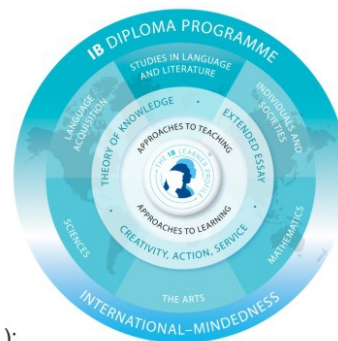 IB DIPLOMA PROGRAMME
STUDIES IN LANGUAGE
AND LITERATURE
LANGUAGE
ACQUISITION
INDIVIDUALS AND
SOCIETIES
THEORY OF KNOWLEDGE
EXTENDED ESSAY
APPROACHES TO TEACHING
THE IB LEARNER PROFILE
APPROACHES TO LEARNING
CREATIVITY, ACTION, SERVICE
SCIENCES
MATHEMATICS
THE ARTS
INTERNATIONAL–MINDEDNESS
):